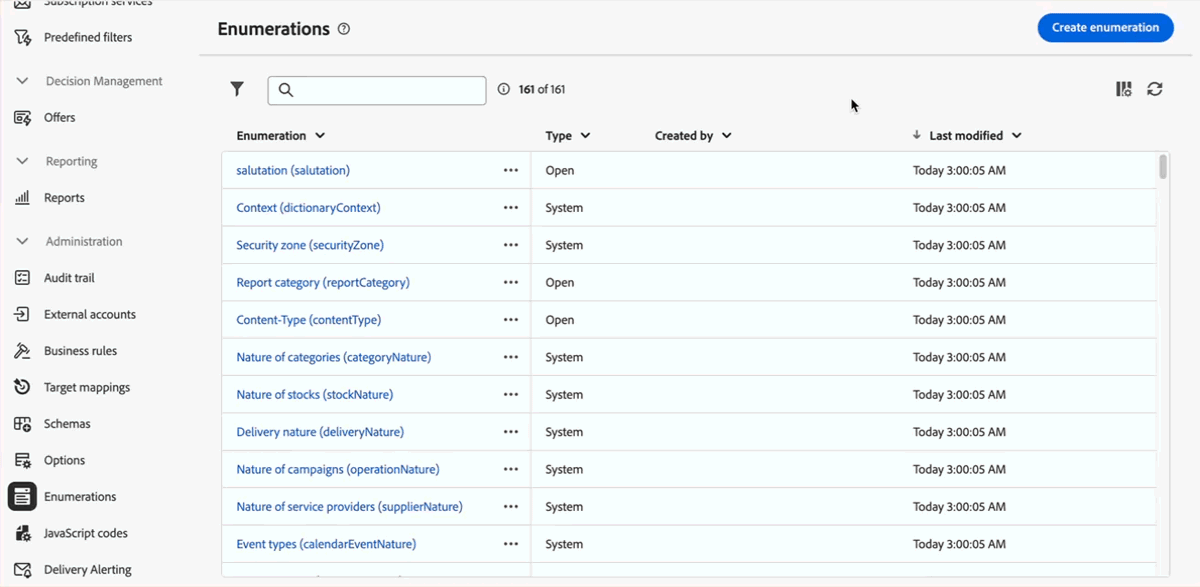 Subscription services
Predefined filters
Decision Management
Offers
Reporting
Reports
Administration
Audit trail
External accounts
Business rules
Target mappings
Schemas
Options
Enumerations
JavaScript codes
Delivery Alerting
Enumerations
Create enumeration
161 of 161
Enumeration Type Created by Last modified
salutation (salutation) Open Today 3:00:05 AM
Context (dictionaryContext) System Today 3:00:05 AM
Security zone (securityZone) System Today 3:00:05 AM
Report category (reportCategory) Open Today 3:00:05 AM
Content-Type (contentType) Open Today 3:00:05 AM
Nature of categories (categoryNature) System Today 3:00:05 AM
Nature of stocks (stockNature) System Today 3:00:05 AM
Delivery nature (deliveryNature) System Today 3:00:05 AM
Nature of campaigns (operationNature) System Today 3:00:05 AM
Nature of service providers (supplierNature) System Today 3:00:05 AM
Event types (calendarEventNature) System Today 3:00:05 AM